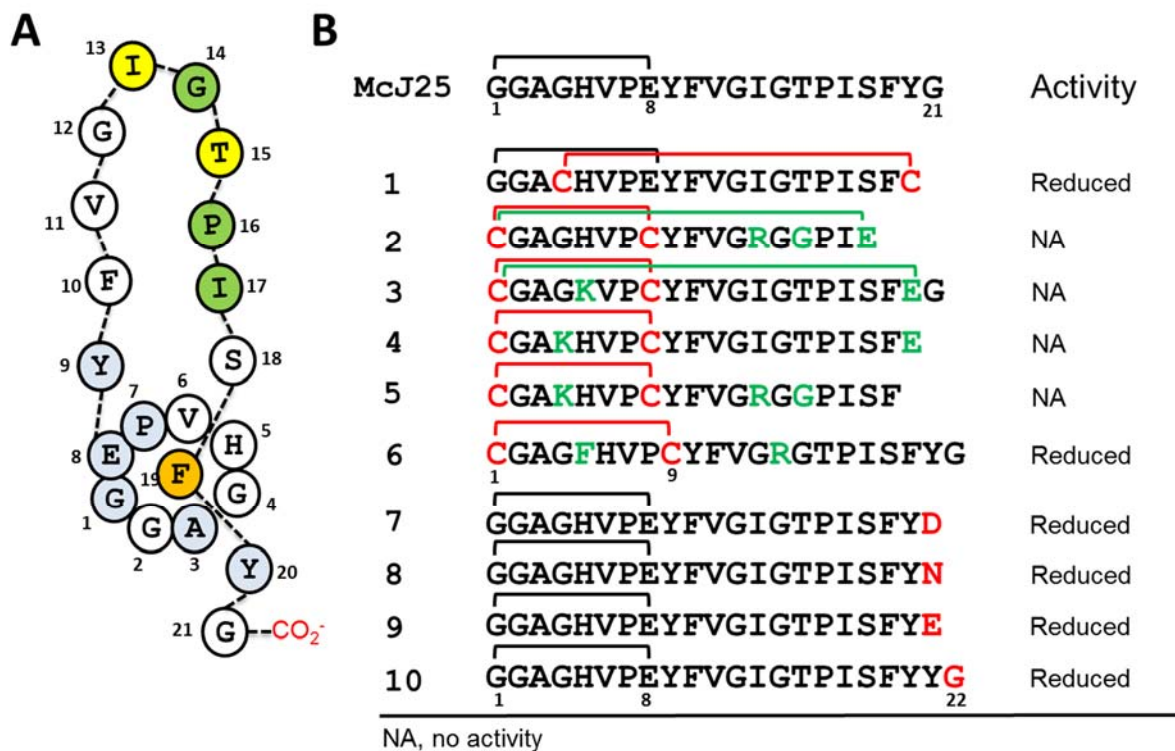 A
13
I
14
G
12
G
T
15
11
V
P
16
10
F
I
17
9
Y
S
18
7
6
P
V
5
H
8
E
19
F
G
4
1
G
G
A
2
3
Y
20
21
G
CO₂⁻
B
McJ25 GGAGHVPEYFVGIGTPISFYG Activity
1 8 21
1 GGACHVPEYFVGIGTPISFC Reduced
2 CGAGHVPCYFVGRGGPIE NA
3 CGAGKVPCYFVGIGTPISFEG NA
4 CGAKHVPCYFVGIGTPISFE NA
5 CGAKHVPCYFVGRGGPISF NA
6 CGAGFHVPCYFVGRGTPISFYG Reduced
1 9
7 GGAGHVPEYFVGIGTPISFYD Reduced
8 GGAGHVPEYFVGIGTPISFYN Reduced
9 GGAGHVPEYFVGIGTPISFYE Reduced
10 GGAGHVPEYFVGIGTPISFYYG Reduced
1 8 22
NA, no activity